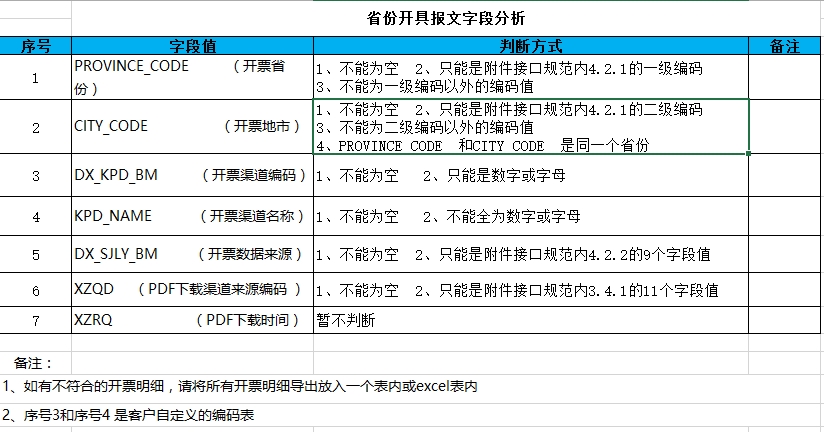 省份开具报文字段分析
序号 字段值 判断方式 备注
1 PROVINCE_CODE （开票省份） 1、不能为空 2、只能是附件接口规范内4.2.1的一级编码
3、不能为一级编码以外的编码值
2 CITY_CODE （开票地市） 1、不能为空 2、只能是附件接口规范内4.2.1的二级编码
3、不能为二级编码以外的编码值
4、PROVINCE CODE 和CITY CODE 是同一个省份
3 DX_KPD_BM （开票渠道编码） 1、不能为空 2、只能是数字或字母
4 KPD_NAME （开票渠道名称） 1、不能为空 2、不能全为数字或字母
5 DX_SJLY_BM （开票数据来源） 1、不能为空 2、只能是附件接口规范内4.2.2的9个字段值
6 XZQD （PDF下载渠道来源编码 ） 1、不能为空 2、只能是附件接口规范内3.4.1的11个字段值
7 XZRQ （PDF下载时间） 暂不判断
备注：
1、如有不符合的开票明细，请将所有开票明细导出放入一个表内或excel表内
2、序号3和序号4 是客户自定义的编码表